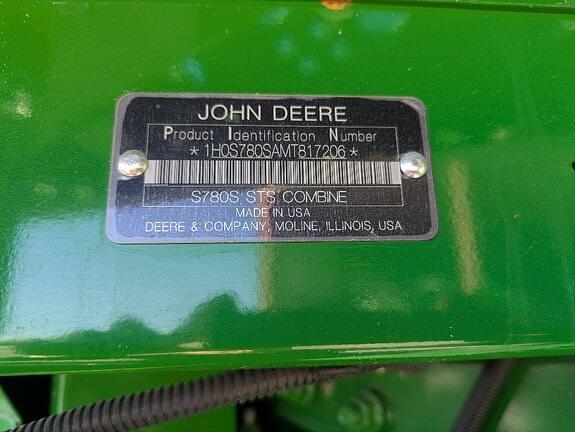 JOHN DEERE
Product Identification Number
*1H0S780SAMT817206*
S780S STS COMBINE
MADE IN USA
DEERE & COMPANY, MOLINE, ILLINOIS, USA